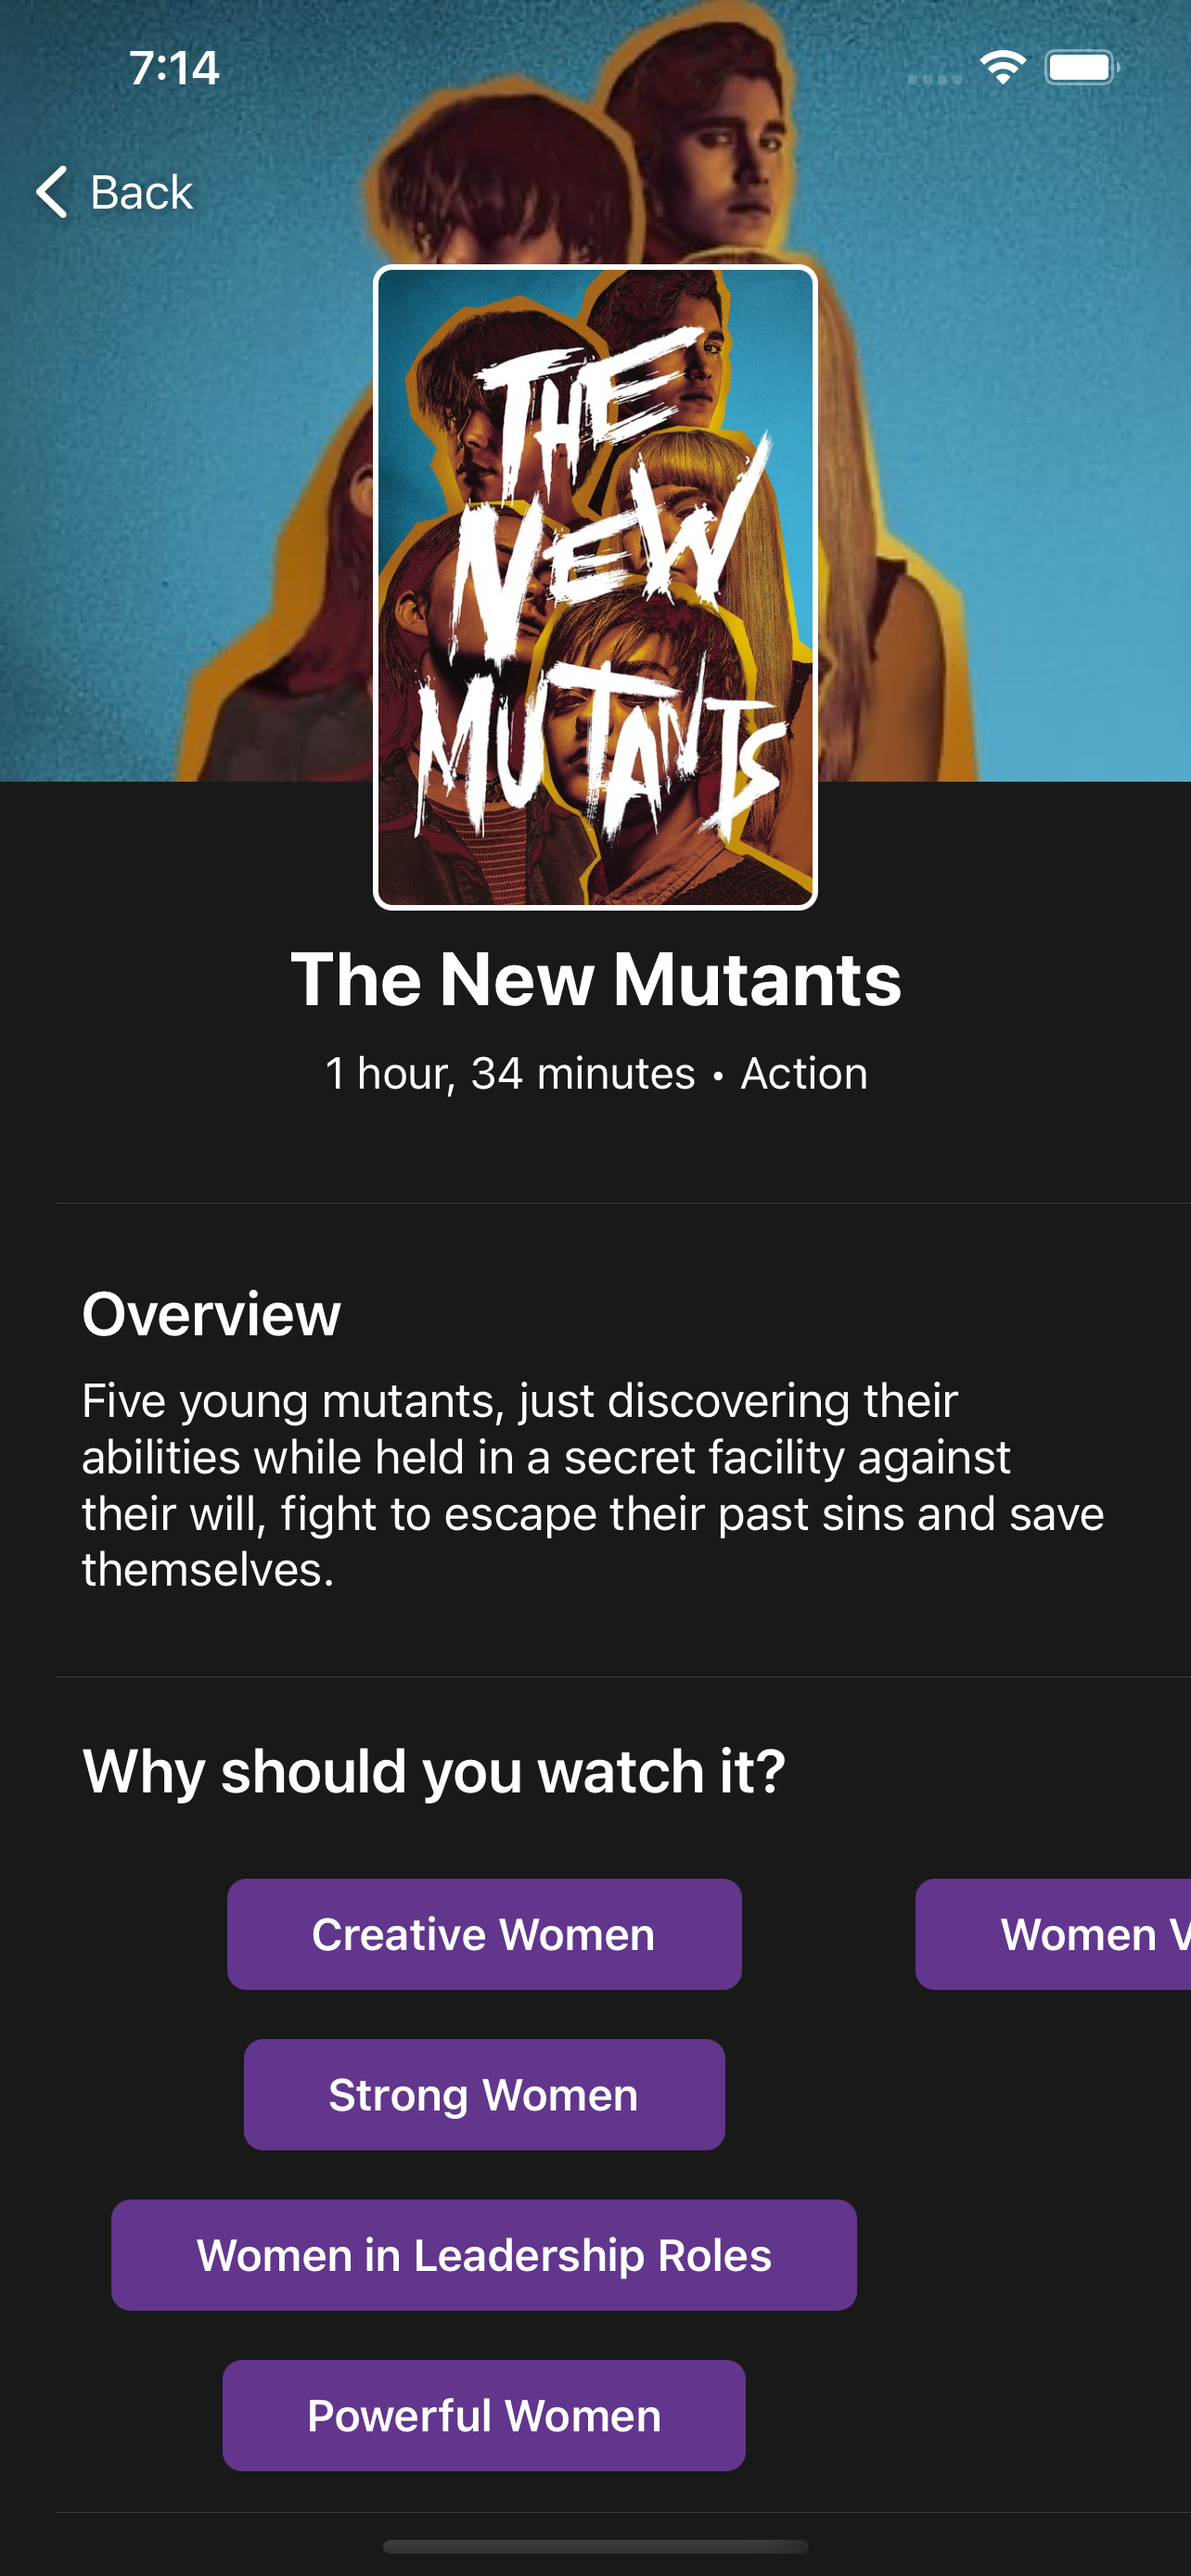 7:14
Back
THE
NEW
MUTANTS
The New Mutants
1 hour, 34 minutes • Action
Overview
Five young mutants, just discovering their
abilities while held in a secret facility against
their will, fight to escape their past sins and save
themselves.
Why should you watch it?
Creative Women
Women
Strong Women
Women in Leadership Roles
Powerful Women